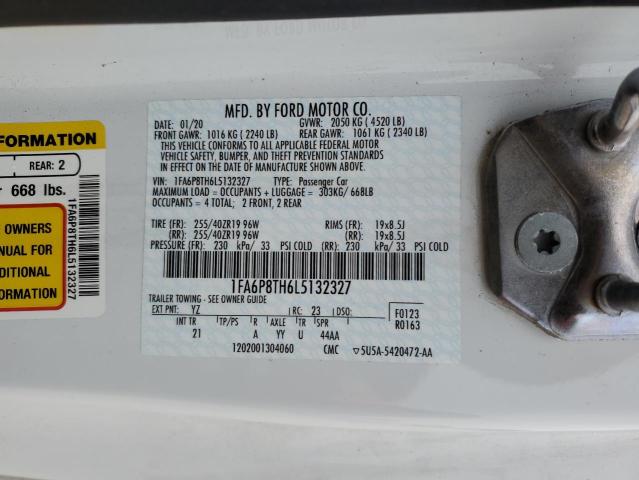 MFD. BY FORD MOTOR CO.
DATE: 01/20 GVWR: 2050 KG ( 4520 LB)
FRONT GAWR: 1016 KG ( 2240 LB) REAR GAWR: 1061 KG ( 2340 LB)
THIS VEHICLE CONFORMS TO ALL APPLICABLE FEDERAL MOTOR
VEHICLE SAFETY, BUMPER, AND THEFT PREVENTION STANDARDS
IN EFFECT ON THE DATE OF MANUFACTURE SHOWN ABOVE.
VIN: 1FA6P8TH6L5132327 TYPE: Passenger Car
MAXIMUM LOAD = OCCUPANTS + LUGGAGE = 303KG/668LB
OCCUPANTS = 4 TOTAL; 2 FRONT, 2 REAR
TIRE (FR): 255/40ZR19 96W RIMS (FR): 19x8.5J
(RR): 255/40ZR19 96W (RR): 19x8.5J
PRESSURE (FR): 230 kPa/ 33 PSI COLD (RR): 230 kPa/ 33 PSI COLD
1FA6P8TH6L5132327
TRAILER TOWING - SEE OWNER GUIDE
EXT PNT: YZ RC: 23 DSO: F0123
R0163
INT TR TP/PS R AXLE TR SPR
21 A YY U 44AA
1202001304060 CMC ▽5U5A-5420472-AA
FORMATION
REAR: 2
r 668 lbs.
OWNERS
NUAL FOR
DITIONAL
FORMATION
1FA6P8TH6L5132327